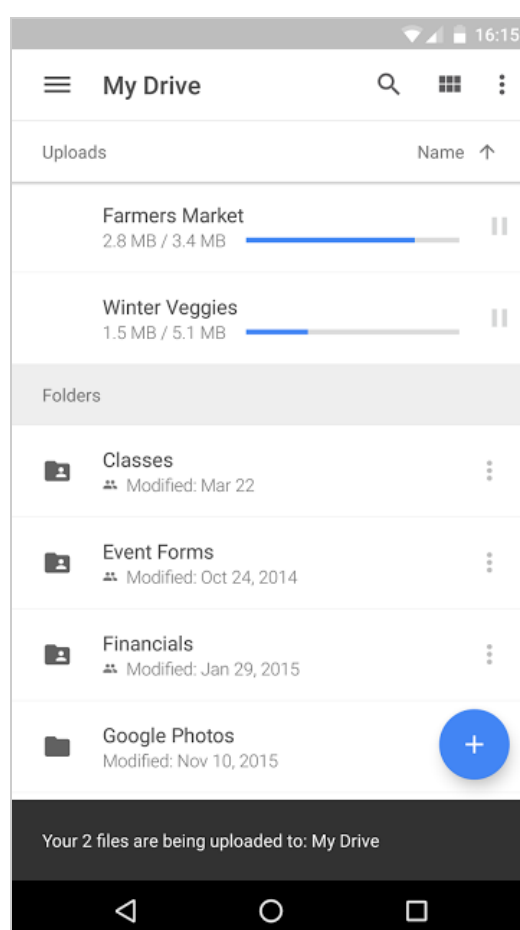 16:15
My Drive
Uploads Name
Farmers Market
2.8 MB / 3.4 MB
Winter Veggies
1.5 MB / 5.1 MB
Folders
Classes
Modified: Mar 22
Event Forms
Modified: Oct 24, 2014
Financials
Modified: Jan 29, 2015
Google Photos
Modified: Nov 10, 2015
Your 2 files are being uploaded to: My Drive